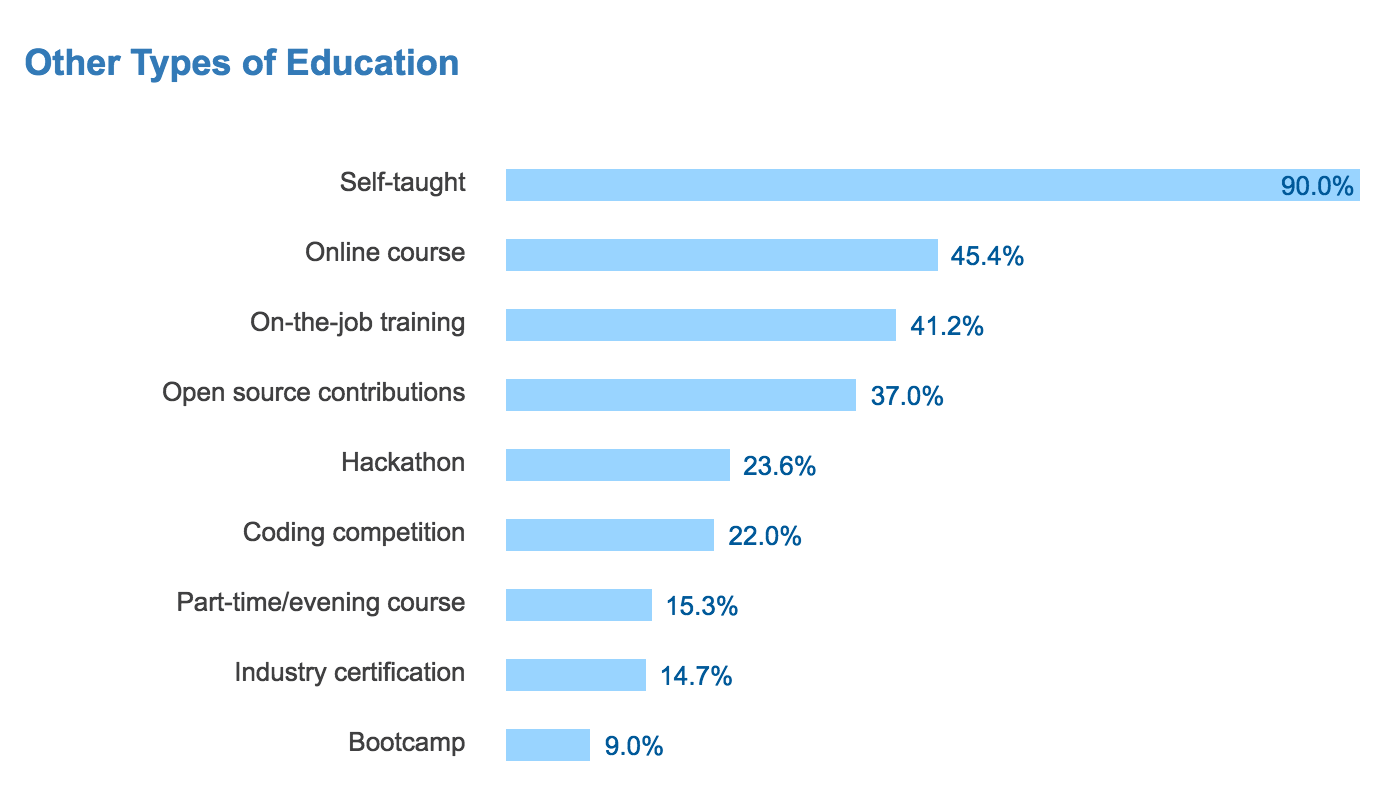 Other Types of Education
Self-taught 90.0%
Online course 45.4%
On-the-job training 41.2%
Open source contributions 37.0%
Hackathon 23.6%
Coding competition 22.0%
Part-time/evening course 15.3%
Industry certification 14.7%
Bootcamp 9.0%